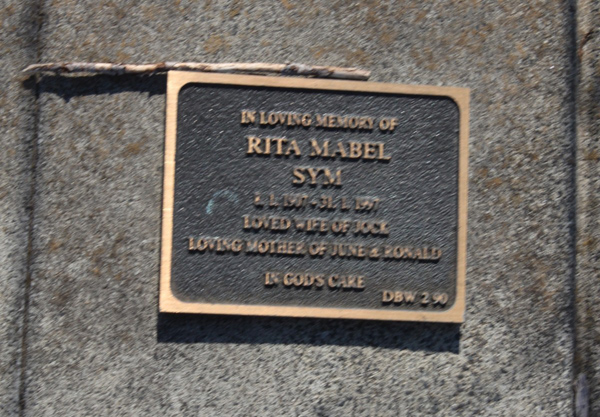 IN LOVING MEMORY OF
RITA MABEL
SYM
1. 1907 - 31. 1. 1997
LOVED WIFE OF JOCK
LOVING MOTHER OF JUNE & RONALD
IN GOD'S CARE
DBW 2 90